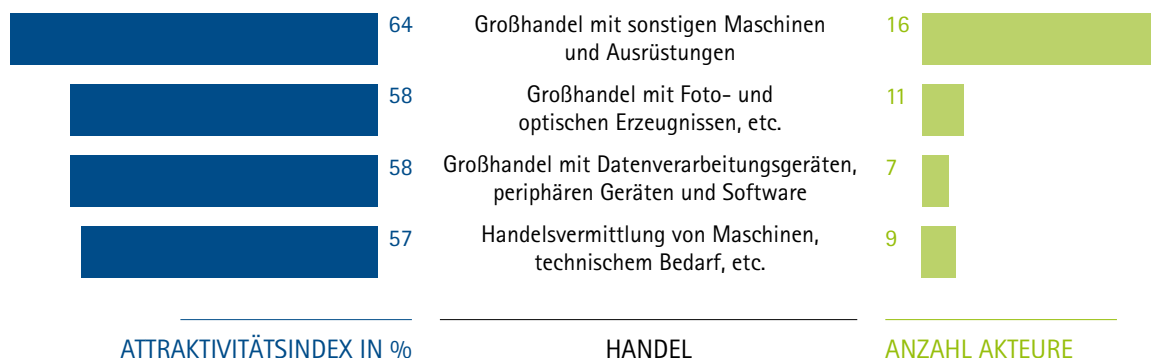 64
Großhandel mit sonstigen Maschinen
und Ausrüstungen
16
58
Großhandel mit Foto- und
optischen Erzeugnissen, etc.
11
58
Großhandel mit Datenverarbeitungsgeräten,
periphären Geräten und Software
7
57
Handelsvermittlung von Maschinen,
technischem Bedarf, etc.
9
ATTRAKTIVITÄTSINDEX IN %
HANDEL
ANZAHL AKTEURE